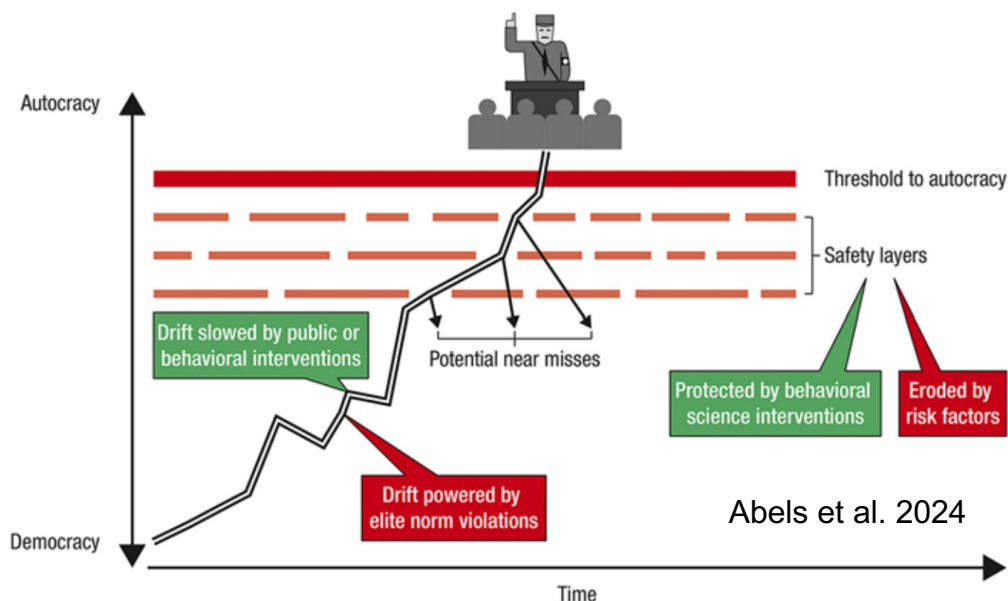 Autocracy
Threshold to autocracy
Safety layers
Drift slowed by public or
behavioral interventions
Potential near misses
Protected by behavioral
science interventions
Eroded by
risk factors
Drift powered by
elite norm violations
Abels et al. 2024
Democracy
Time